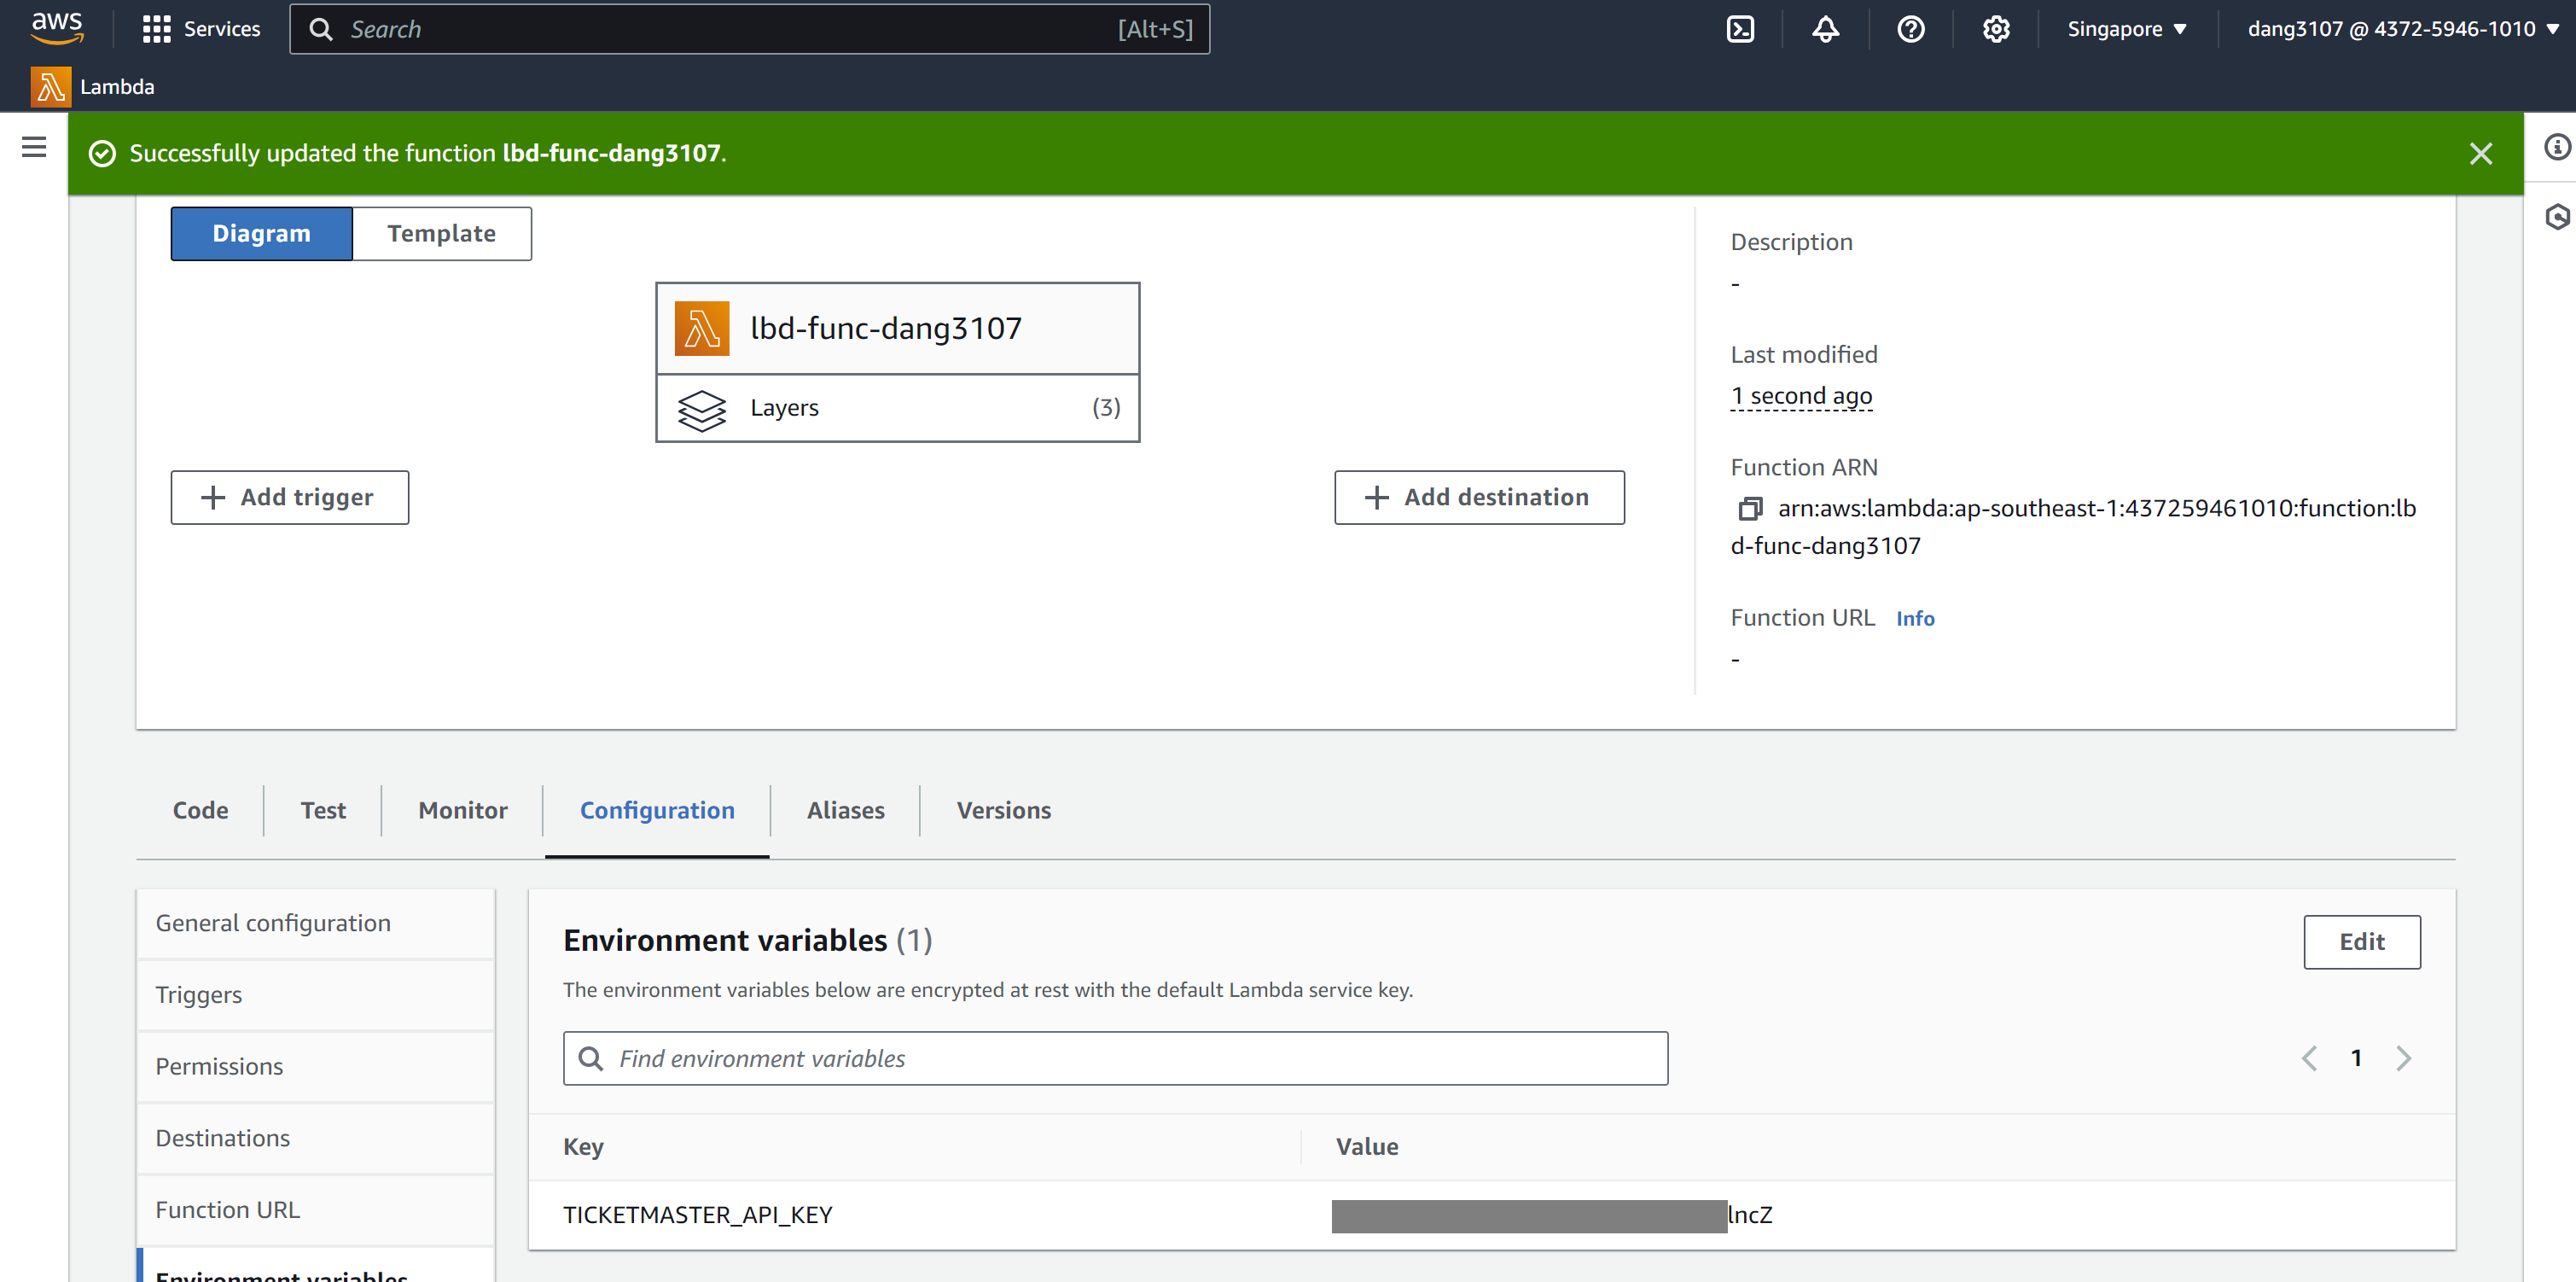 aws
Services
Search
[Alt+S]
Singapore
dang3107 @ 4372-5946-1010
Lambda
Successfully updated the function lbd-func-dang3107.
Diagram
Template
lbd-func-dang3107
Layers
(3)
+ Add trigger
+ Add destination
Description
-
Last modified
1 second ago
Function ARN
arn:aws:lambda:ap-southeast-1:437259461010:function:lb
d-func-dang3107
Function URL Info
-
Code
Test
Monitor
Configuration
Aliases
Versions
General configuration
Triggers
Permissions
Destinations
Function URL
Environment variables
Environment variables (1)
Edit
The environment variables below are encrypted at rest with the default Lambda service key.
Find environment variables
1
Key
Value
TICKETMASTER_API_KEY
lncZ